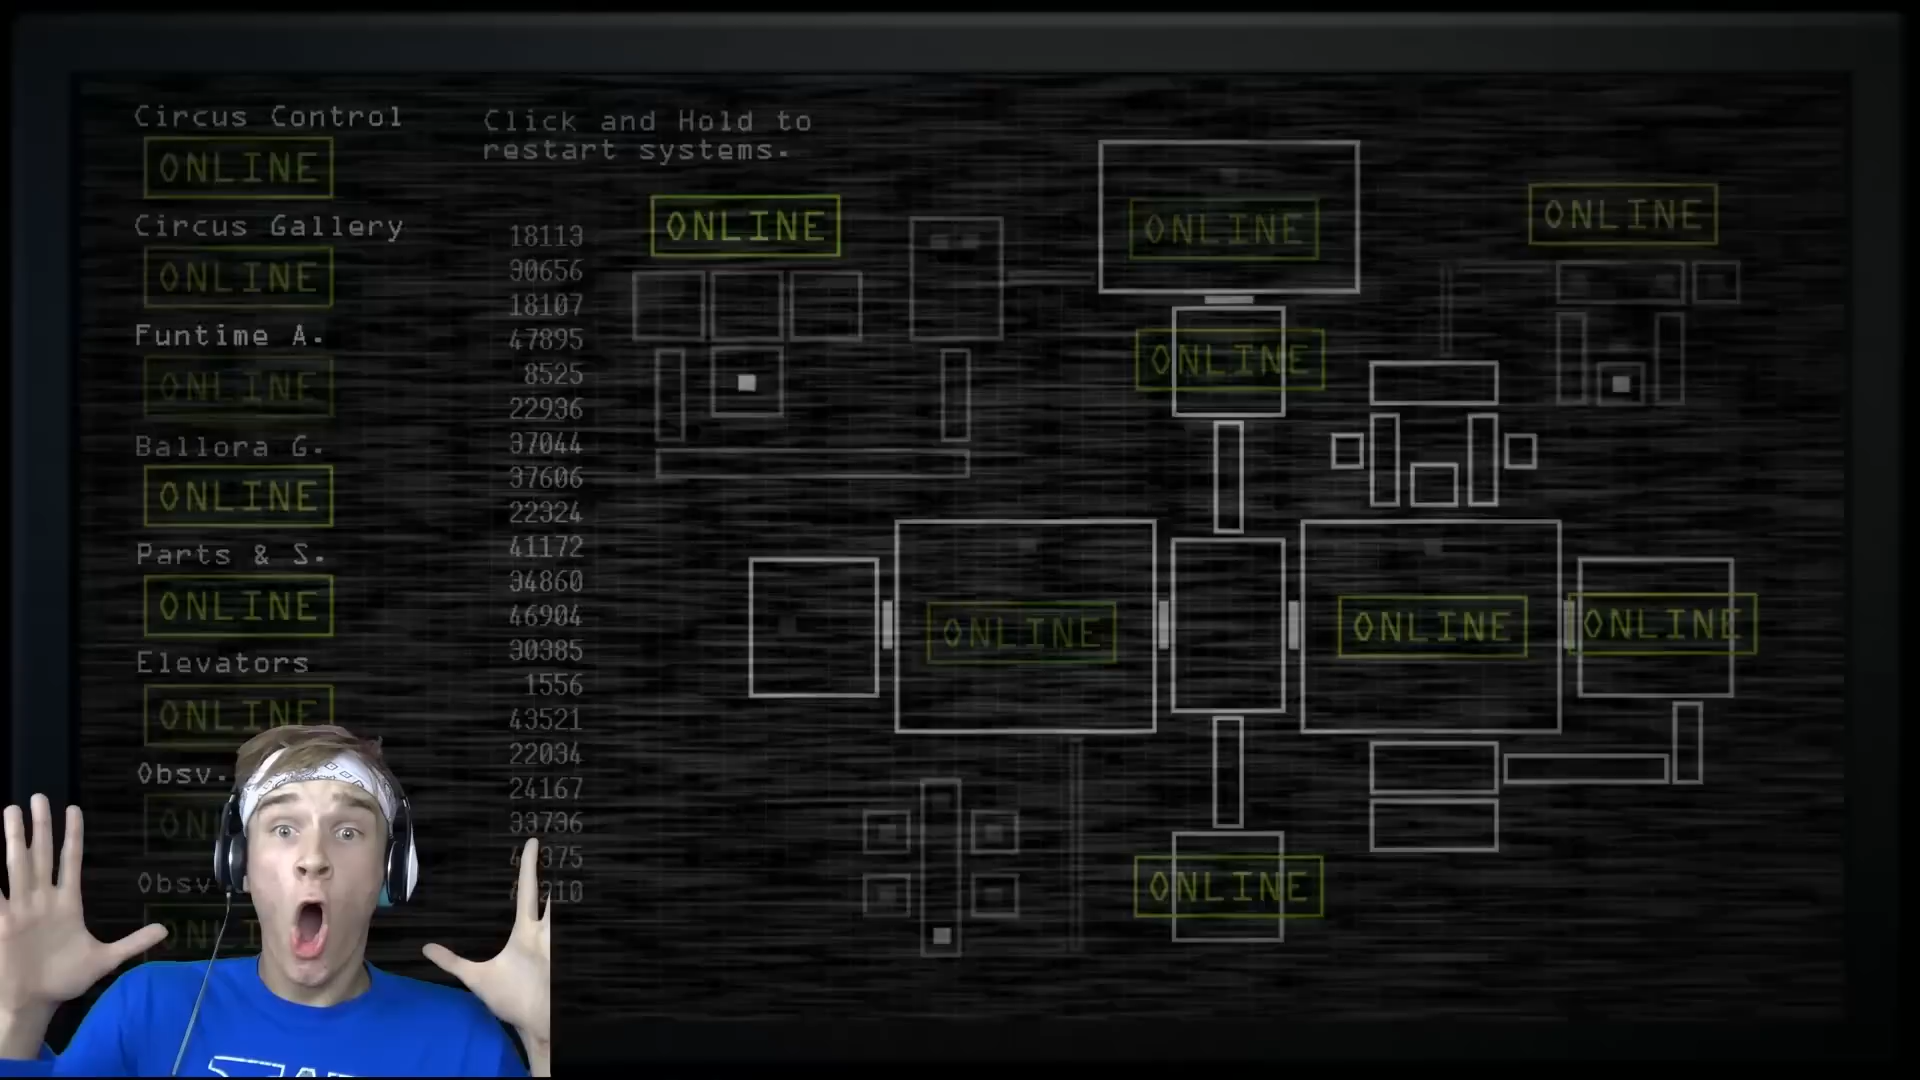 Circus Control
ONLINE
Circus Gallery
ONLINE
Funtime A.
ONLINE
Ballora G.
ONLINE
Parts & S.
ONLINE
Elevators
ONLINE
Obsv.
Obsv
Click and Hold to
restart systems.
18113
30656
18107
47895
8525
22936
37044
37606
22324
41172
34860
46904
30385
1556
43521
22034
24167
33736
ONLINE
ONLINE
ONLINE
ONLINE
ONLINE
ONLINE
ONLINE
ONLINE